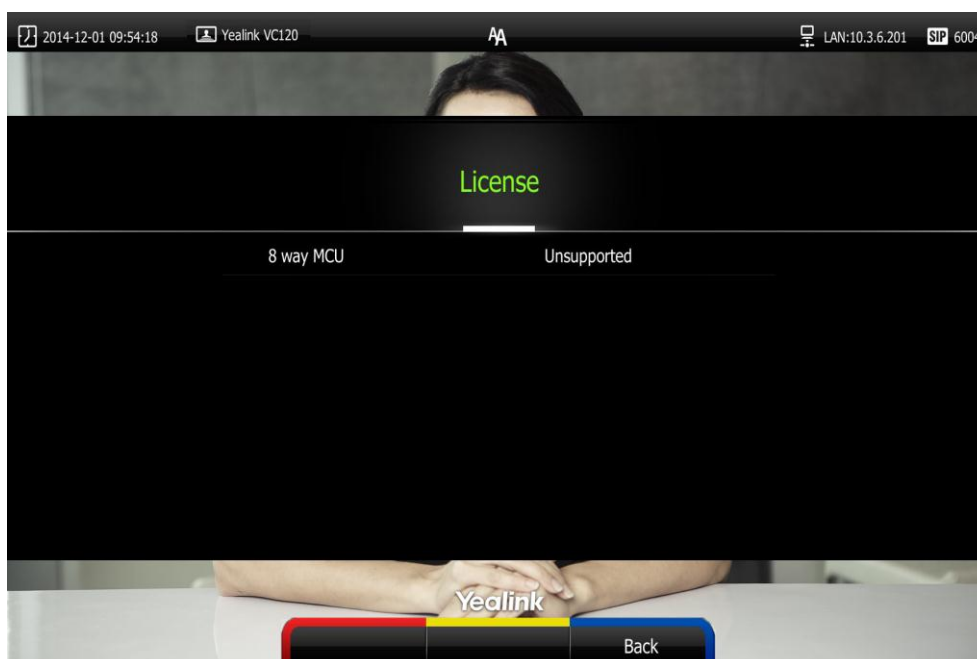 2014-12-01 09:54:18 Yealink VC120 AA LAN:10.3.6.201 SIP 6004
License
8 way MCU Unsupported
Yealink
Back